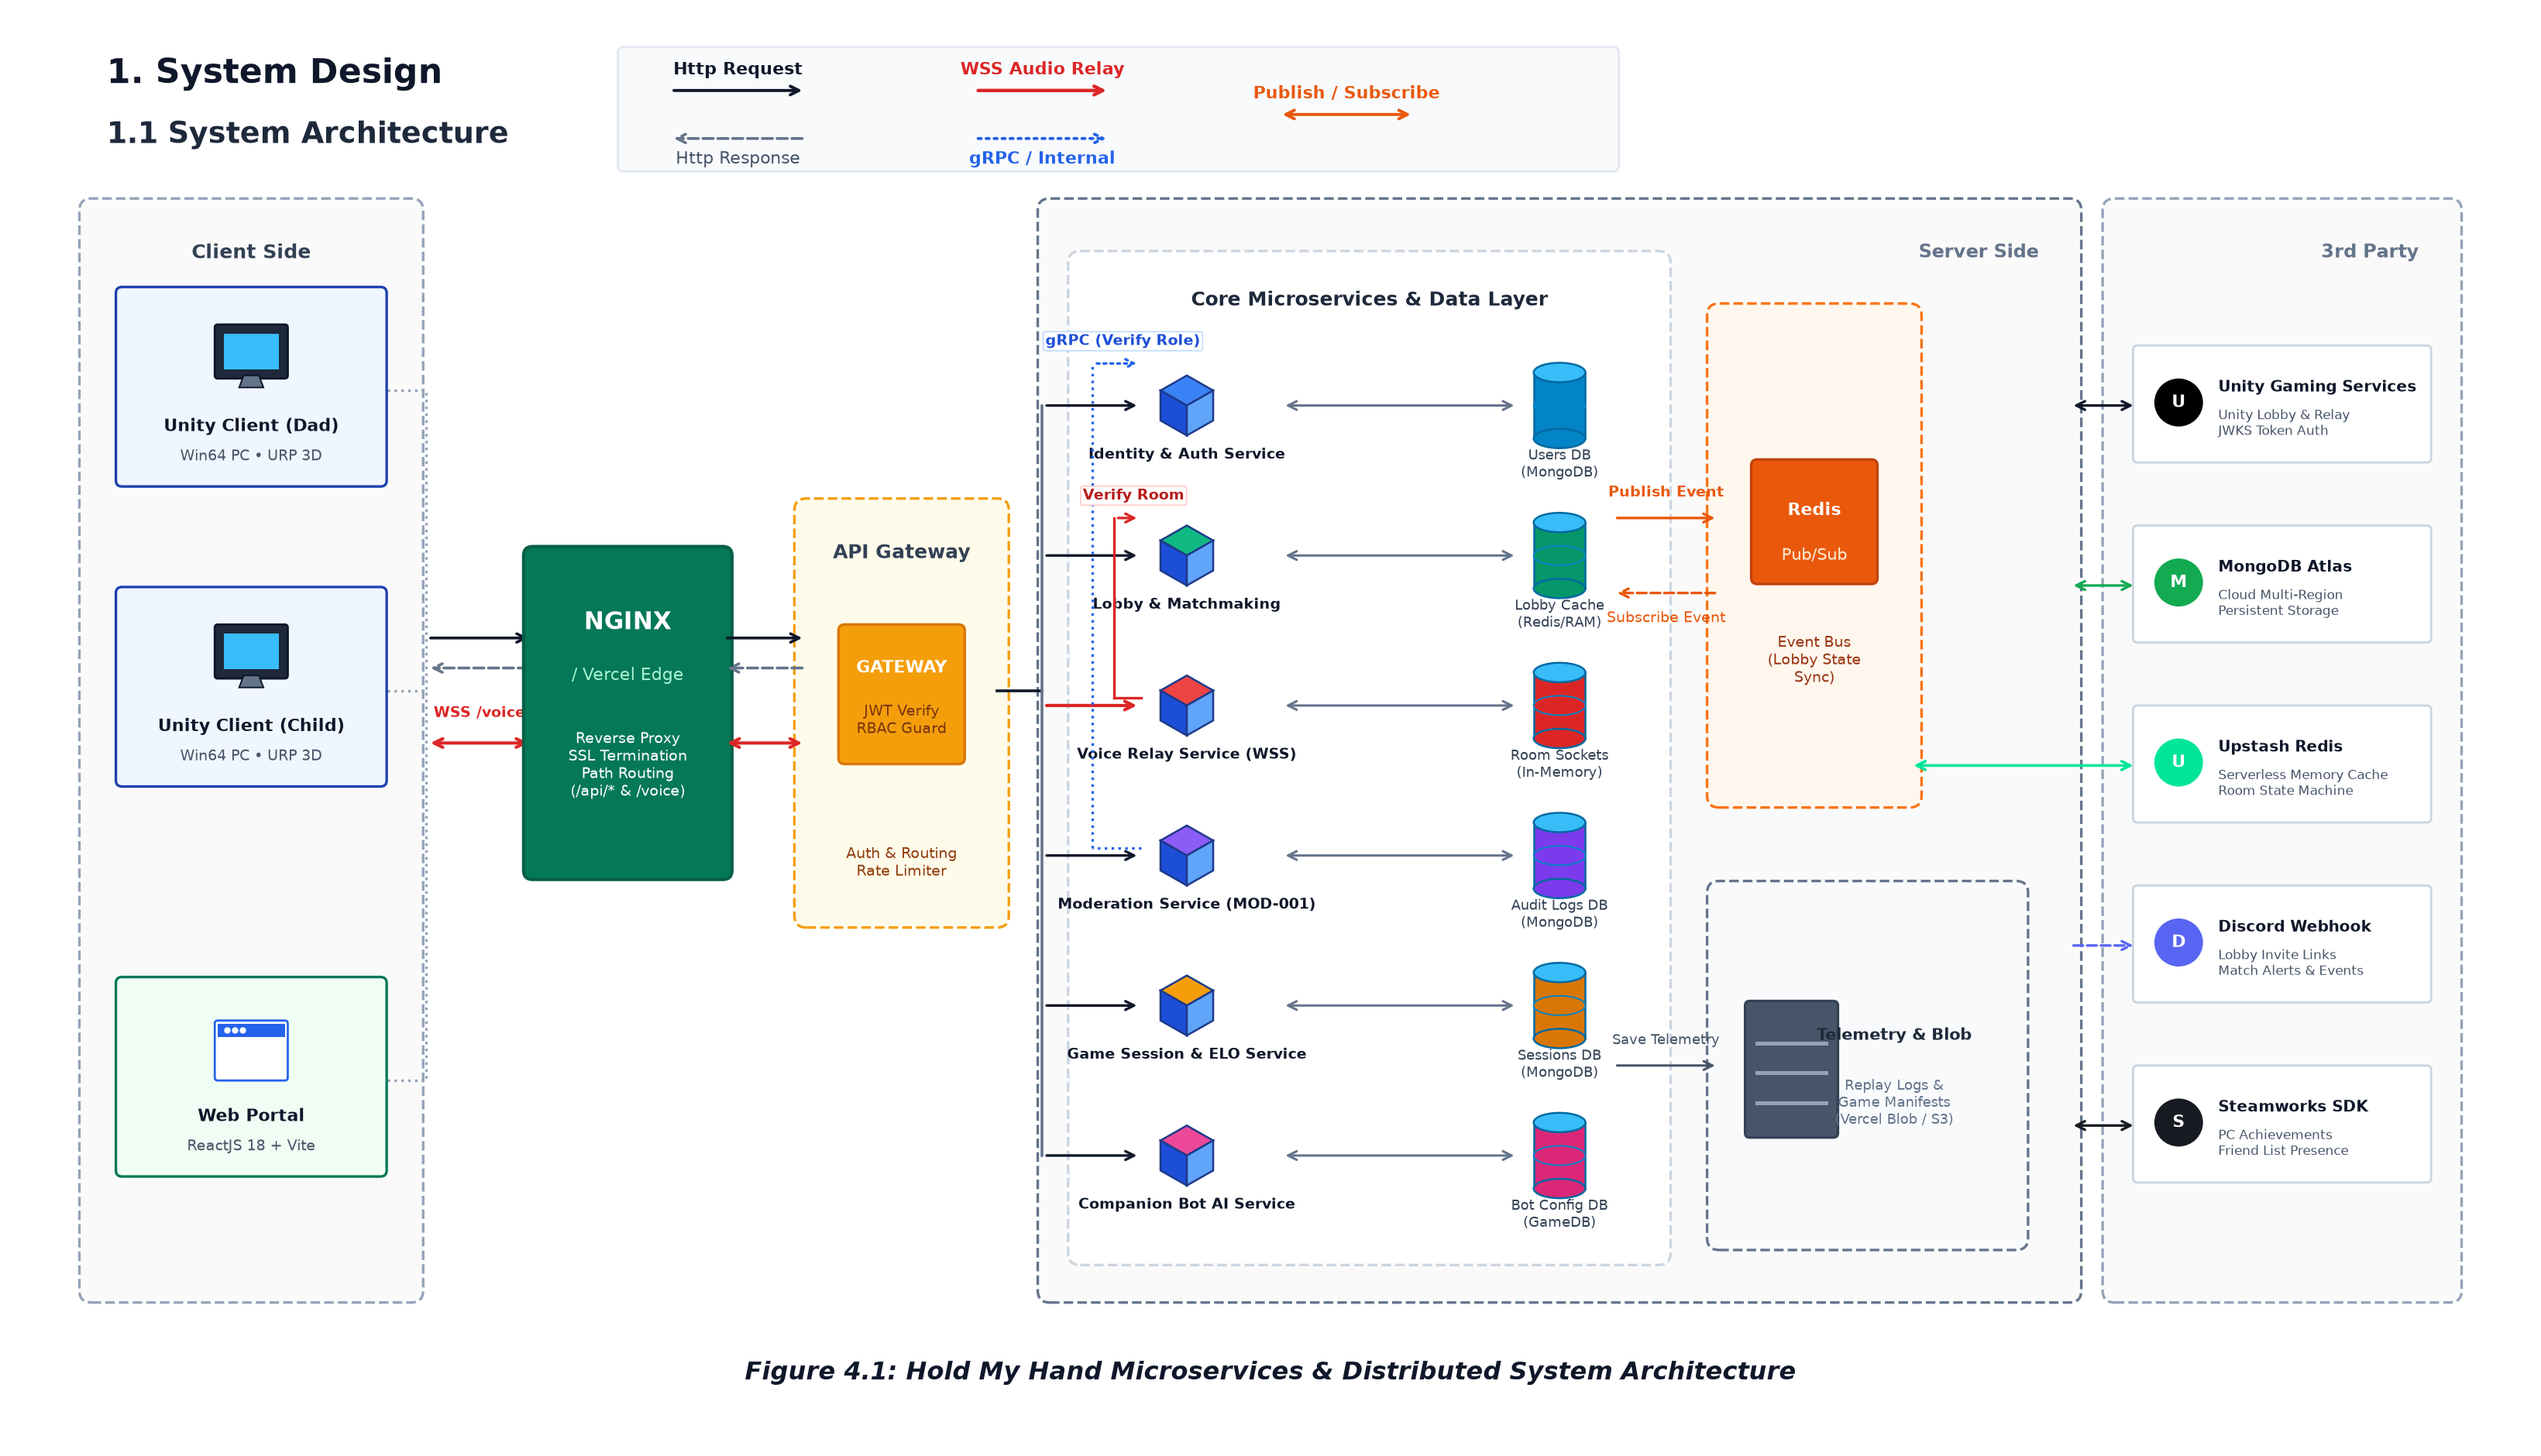 1. System Design
1.1 System Architecture
Http Request
WSS Audio Relay
Publish / Subscribe
Http Response
gRPC / Internal
Client Side
Unity Client (Dad)
Win64 PC • URP 3D
Unity Client (Child)
Win64 PC • URP 3D
Web Portal
ReactJS 18 + Vite
WSS /voice
NGINX
/ Vercel Edge
Reverse Proxy
SSL Termination
Path Routing
(/api/* & /voice)
API Gateway
GATEWAY
JWT Verify
RBAC Guard
Auth & Routing
Rate Limiter
Server Side
Core Microservices & Data Layer
gRPC (Verify Role)
Identity & Auth Service
Users DB
(MongoDB)
Verify Room
Lobby & Matchmaking
Lobby Cache
(Redis/RAM)
Voice Relay Service (WSS)
Room Sockets
(In-Memory)
Moderation Service (MOD-001)
Audit Logs DB
(MongoDB)
Game Session & ELO Service
Sessions DB
(MongoDB)
Companion Bot AI Service
Bot Config DB
(GameDB)
Publish Event
Subscribe Event
Redis
Pub/Sub
Event Bus
(Lobby State
Sync)
Save Telemetry
Telemetry & Blob
Replay Logs &
Game Manifests
(Vercel Blob / S3)
3rd Party
U
Unity Gaming Services
Unity Lobby & Relay
JWKS Token Auth
M
MongoDB Atlas
Cloud Multi-Region
Persistent Storage
U
Upstash Redis
Serverless Memory Cache
Room State Machine
D
Discord Webhook
Lobby Invite Links
Match Alerts & Events
S
Steamworks SDK
PC Achievements
Friend List Presence
Figure 4.1: Hold My Hand Microservices & Distributed System Architecture